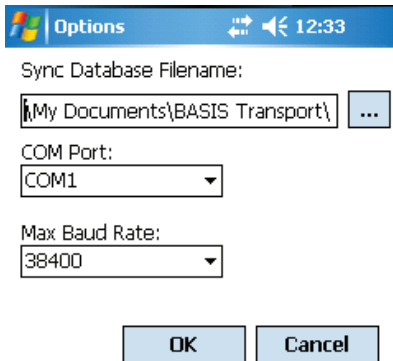 Options 12:33
Sync Database Filename:
\My Documents\BASIS Transport\ ...
COM Port:
COM1
Max Baud Rate:
38400
OK Cancel